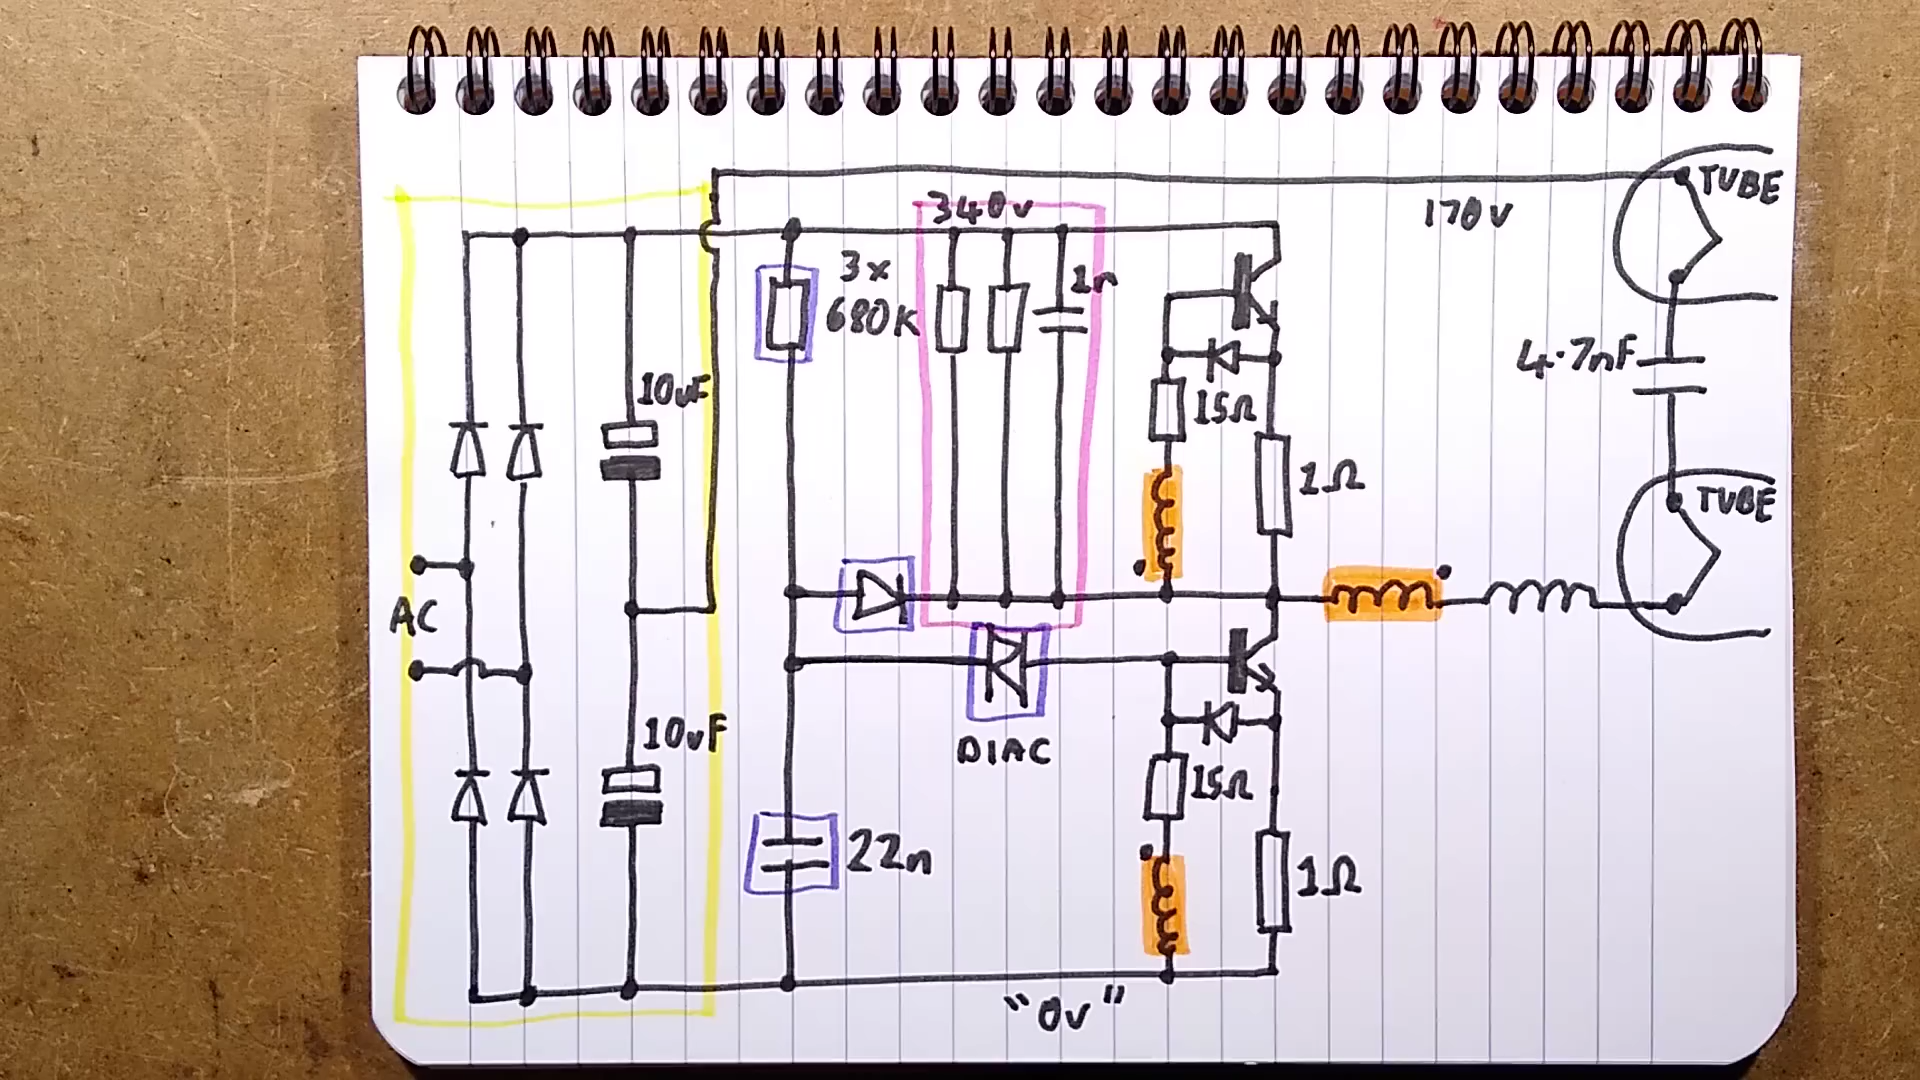 TUBE
340v
170v
3x
680K
1n
4.7nF
10uF
15Ω
1Ω
TUBE
AC
10uF
DIAC
15Ω
22n
1Ω
"0v"